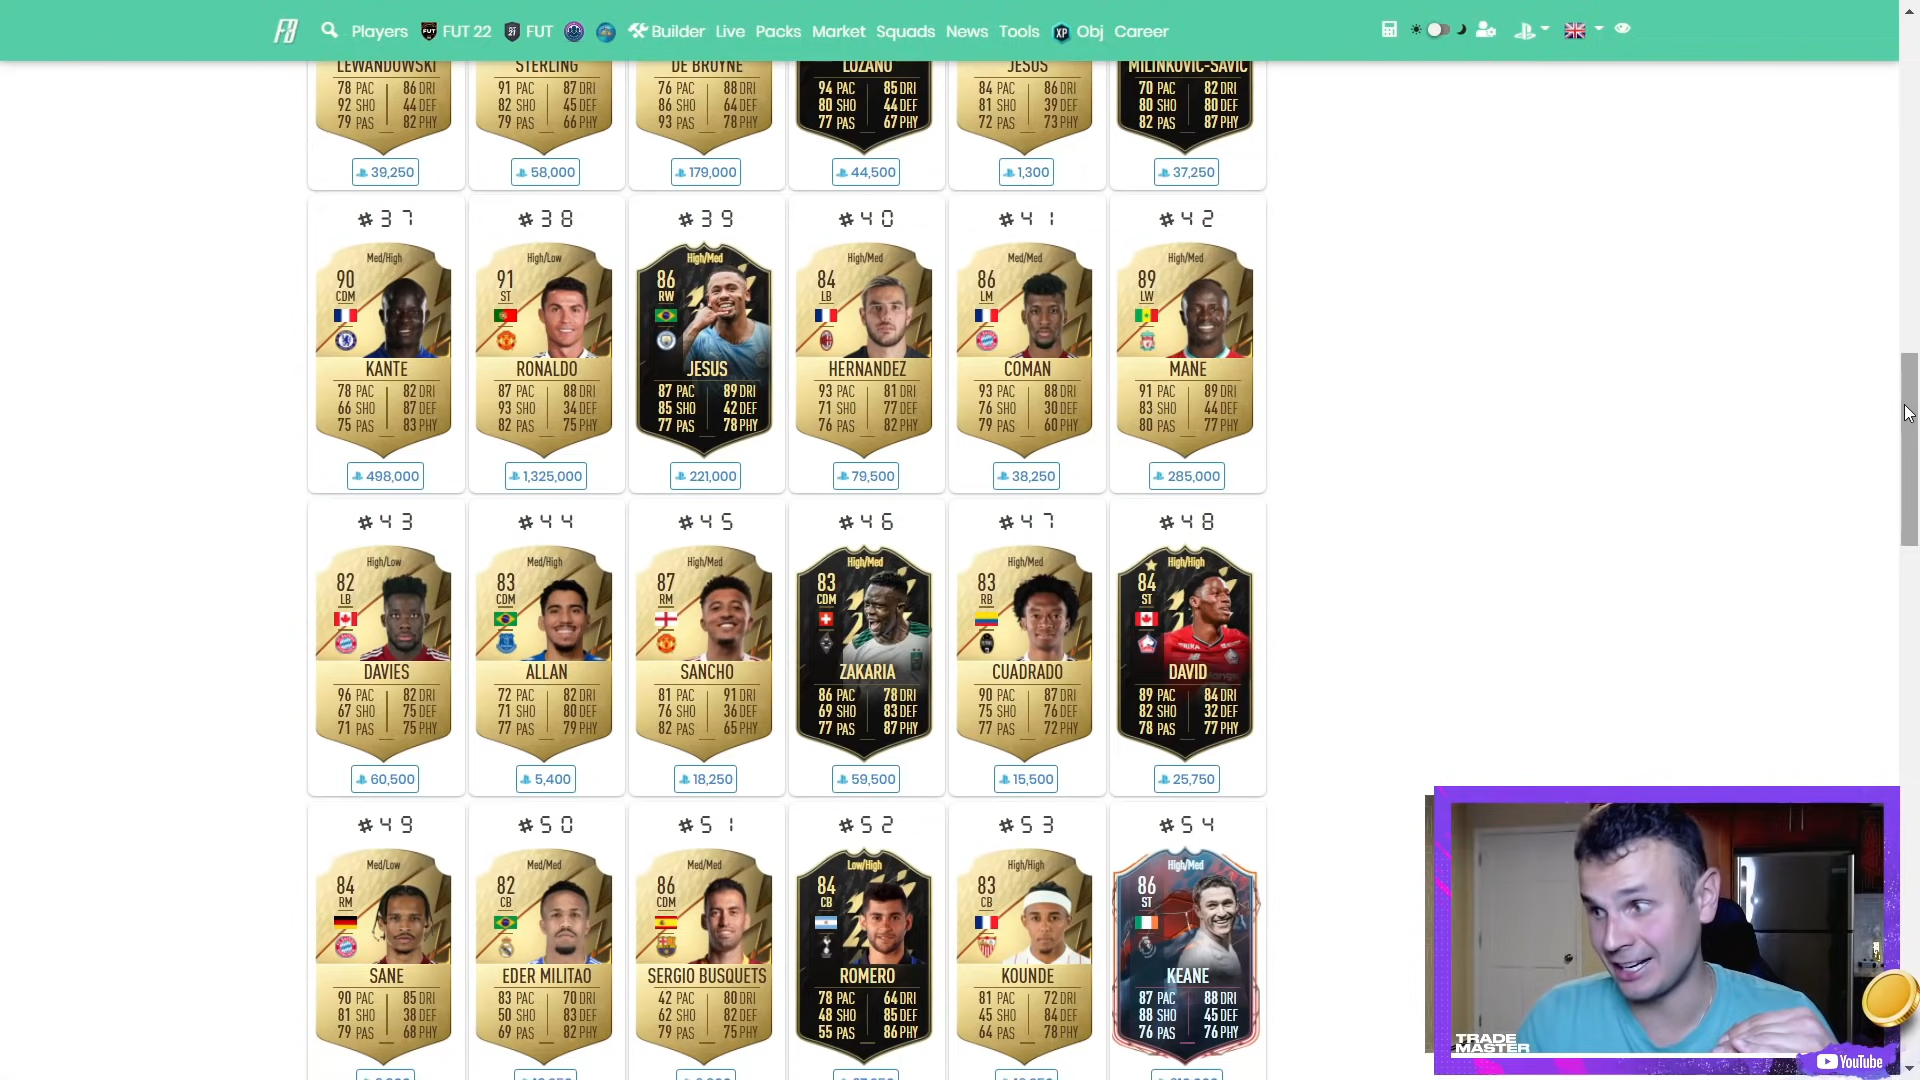 Players FUT 22 FUT Builder Live Packs Market Squads News Tools Obj Career
LEWANDOWSKI STERLING DE BRUYNE LOZANO JESUS MILINKOVIC-SAVIC
78 PAC 86 DRI 91 PAC 87 DRI 76 PAC 88 DRI 94 PAC 85 DRI 84 PAC 86 DRI 70 PAC 82 DRI
92 SHO 44 DEF 82 SHO 45 DEF 86 SHO 64 DEF 80 SHO 44 DEF 81 SHO 39 DEF 80 SHO 80 DEF
79 PAS 82 PHY 79 PAS 66 PHY 93 PAS 78 PHY 77 PAS 67 PHY 72 PAS 73 PHY 82 PAS 87 PHY
39,250 58,000 179,000 44,500 1,300 37,250
#37 #38 #39 #40 #41 #42
Med/High High/Low High/Med High/Med Med/Med High/Med
90 91 86 84 86 89
CDM ST RW LB LM LW
KANTE RONALDO JESUS HERNANDEZ COMAN MANE
78 PAC 82 DRI 87 PAC 88 DRI 87 PAC 89 DRI 93 PAC 81 DRI 93 PAC 88 DRI 91 PAC 89 DRI
66 SHO 87 DEF 93 SHO 34 DEF 85 SHO 42 DEF 71 SHO 77 DEF 76 SHO 30 DEF 83 SHO 44 DEF
75 PAS 83 PHY 82 PAS 75 PHY 77 PAS 78 PHY 76 PAS 82 PHY 79 PAS 60 PHY 80 PAS 77 PHY
498,000 1,325,000 221,000 79,500 38,250 285,000
#43 #44 #45 #46 #47 #48
High/Low Med/High High/Med High/Med High/Med High/High
82 83 87 83 83 84
LB CDM RM CDM RB ST
DAVIES ALLAN SANCHO ZAKARIA CUADRADO DAVID
96 PAC 82 DRI 72 PAC 82 DRI 81 PAC 91 DRI 86 PAC 78 DRI 90 PAC 87 DRI 89 PAC 84 DRI
67 SHO 75 DEF 71 SHO 80 DEF 76 SHO 36 DEF 69 SHO 83 DEF 75 SHO 76 DEF 82 SHO 32 DEF
71 PAS 75 PHY 77 PAS 79 PHY 82 PAS 65 PHY 77 PAS 87 PHY 77 PAS 72 PHY 78 PAS 77 PHY
60,500 5,400 18,250 59,500 15,500 25,750
#49 #50 #51 #52 #53 #54
Med/Low Med/Med Med/Med Low/High High/High High/Med
84 82 86 84 83 86
RM CB CDM CB CB ST
SANE EDER MILITAO SERGIO BUSQUETS ROMERO KOUNDE KEANE
90 PAC 85 DRI 83 PAC 70 DRI 42 PAC 80 DRI 78 PAC 64 DRI 81 PAC 72 DRI 87 PAC 88 DRI
81 SHO 38 DEF 50 SHO 83 DEF 62 SHO 82 DEF 48 SHO 85 DEF 45 SHO 84 DEF 88 SHO 45 DEF
79 PAS 68 PHY 69 PAS 82 PHY 79 PAS 75 PHY 55 PAS 86 PHY 64 PAS 78 PHY 76 PAS 76 PHY
TRADE
MASTER
YouTube